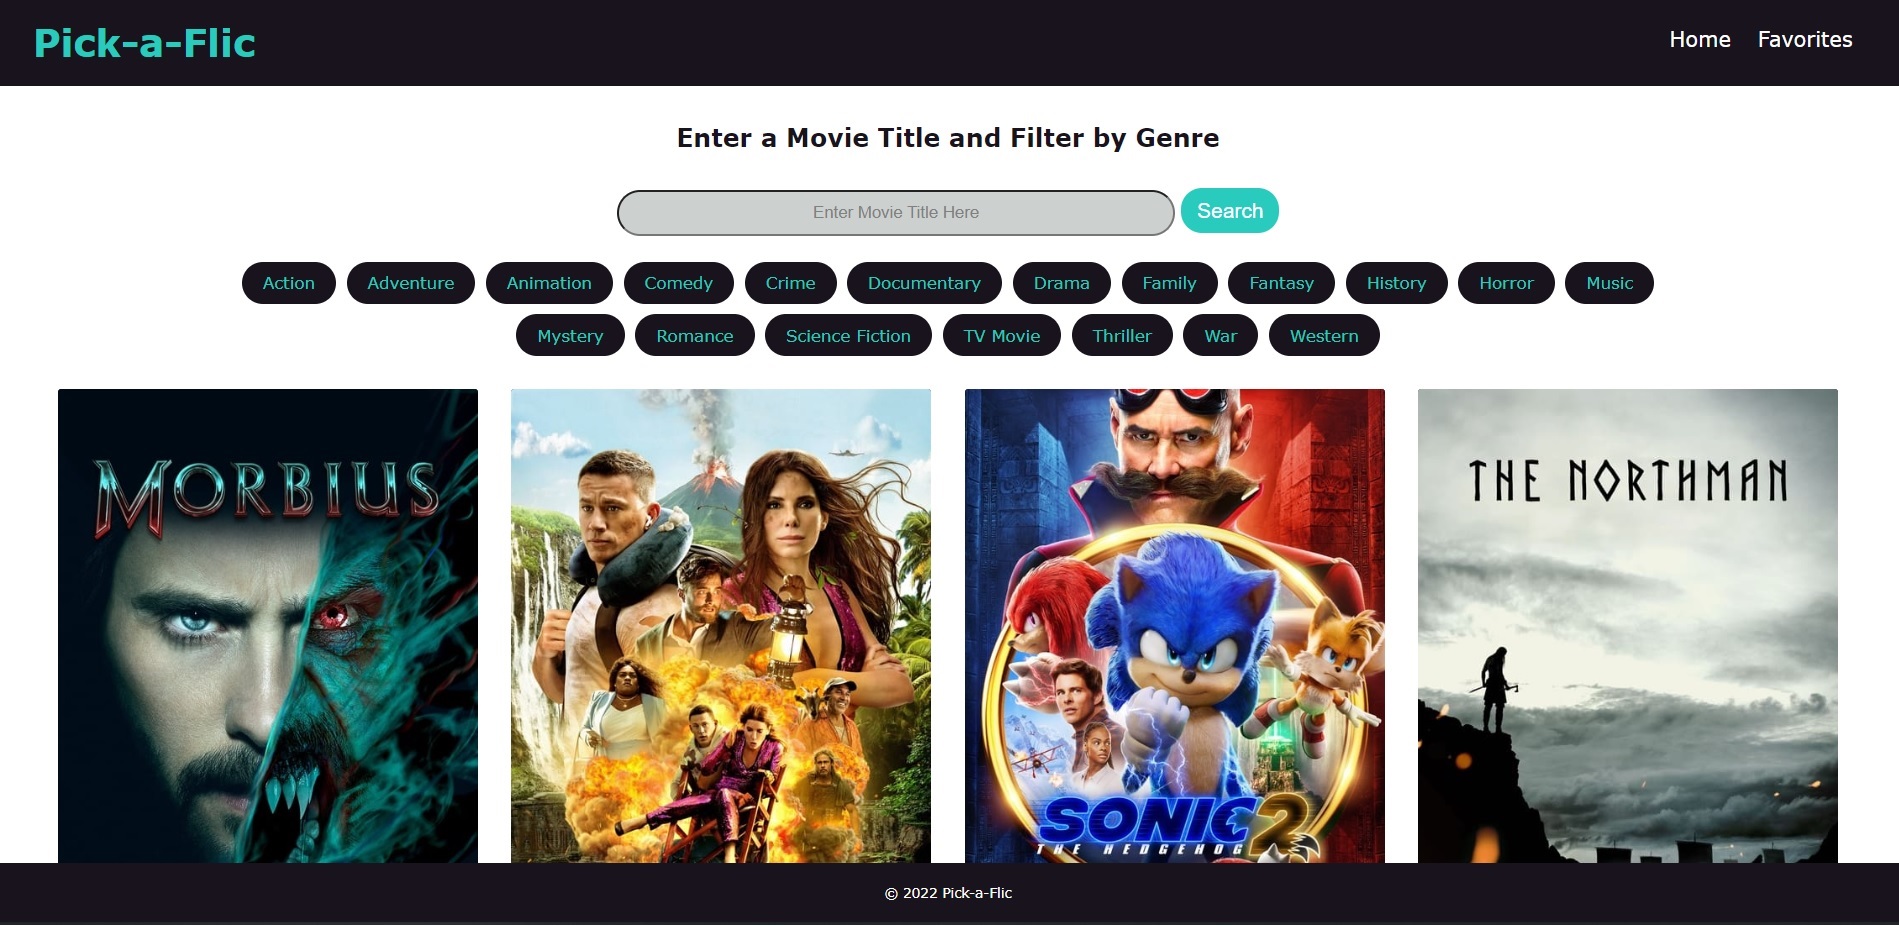 Pick-a-Flic
Home Favorites
Enter a Movie Title and Filter by Genre
Enter Movie Title Here Search
Action Adventure Animation Comedy Crime Documentary Drama Family Fantasy History Horror Music
Mystery Romance Science Fiction TV Movie Thriller War Western
MORBIUS
THE NORTHMAN
SONIC 2
THE HEDGEHOG
© 2022 Pick-a-Flic